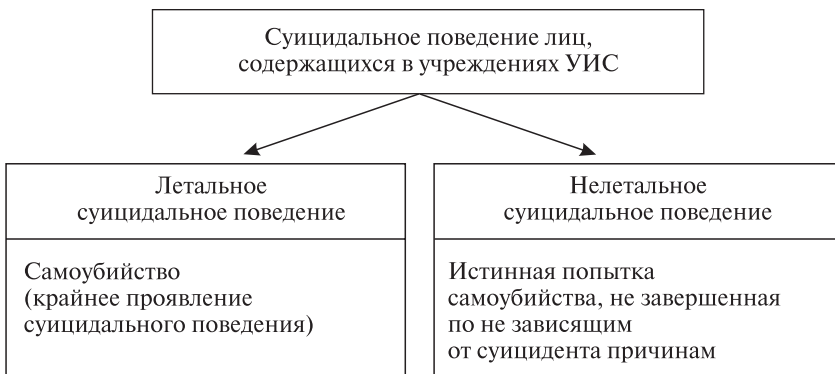 Суицидальное поведение лиц,
содержащихся в учреждениях УИС
Летальное
суицидальное поведение
Самоубийство
(крайнее проявление
суицидального поведения)
Нелетальное
суицидальное поведение
Истинная попытка
самоубийства, не завершенная
по не зависящим
от суицидента причинам